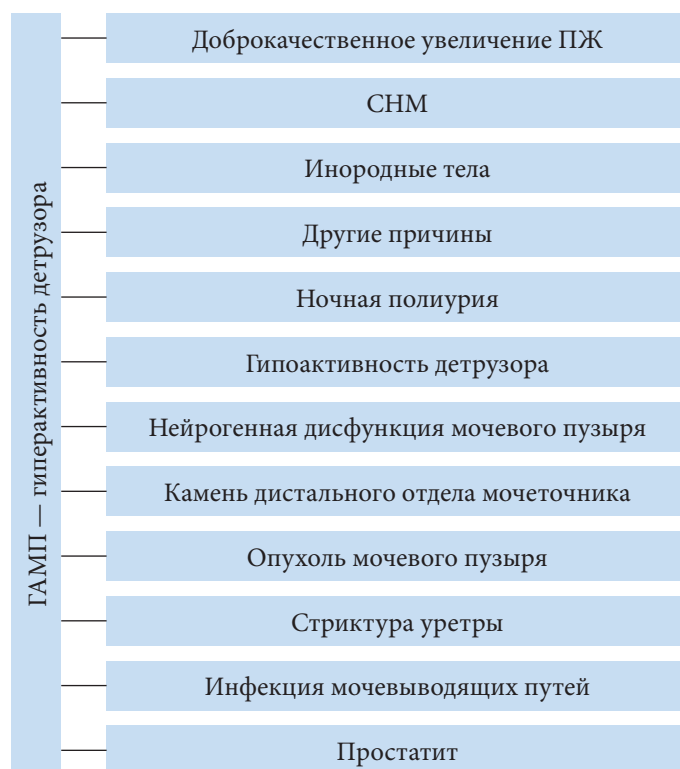 ГАМП — гиперактивность детрузора
Доброкачественное увеличение ПЖ
СНМ
Инородные тела
Другие причины
Ночная полиурия
Гипоактивность детрузора
Нейрогенная дисфункция мочевого пузыря
Камень дистального отдела мочеточника
Опухоль мочевого пузыря
Стриктура уретры
Инфекция мочевыводящих путей
Простатит